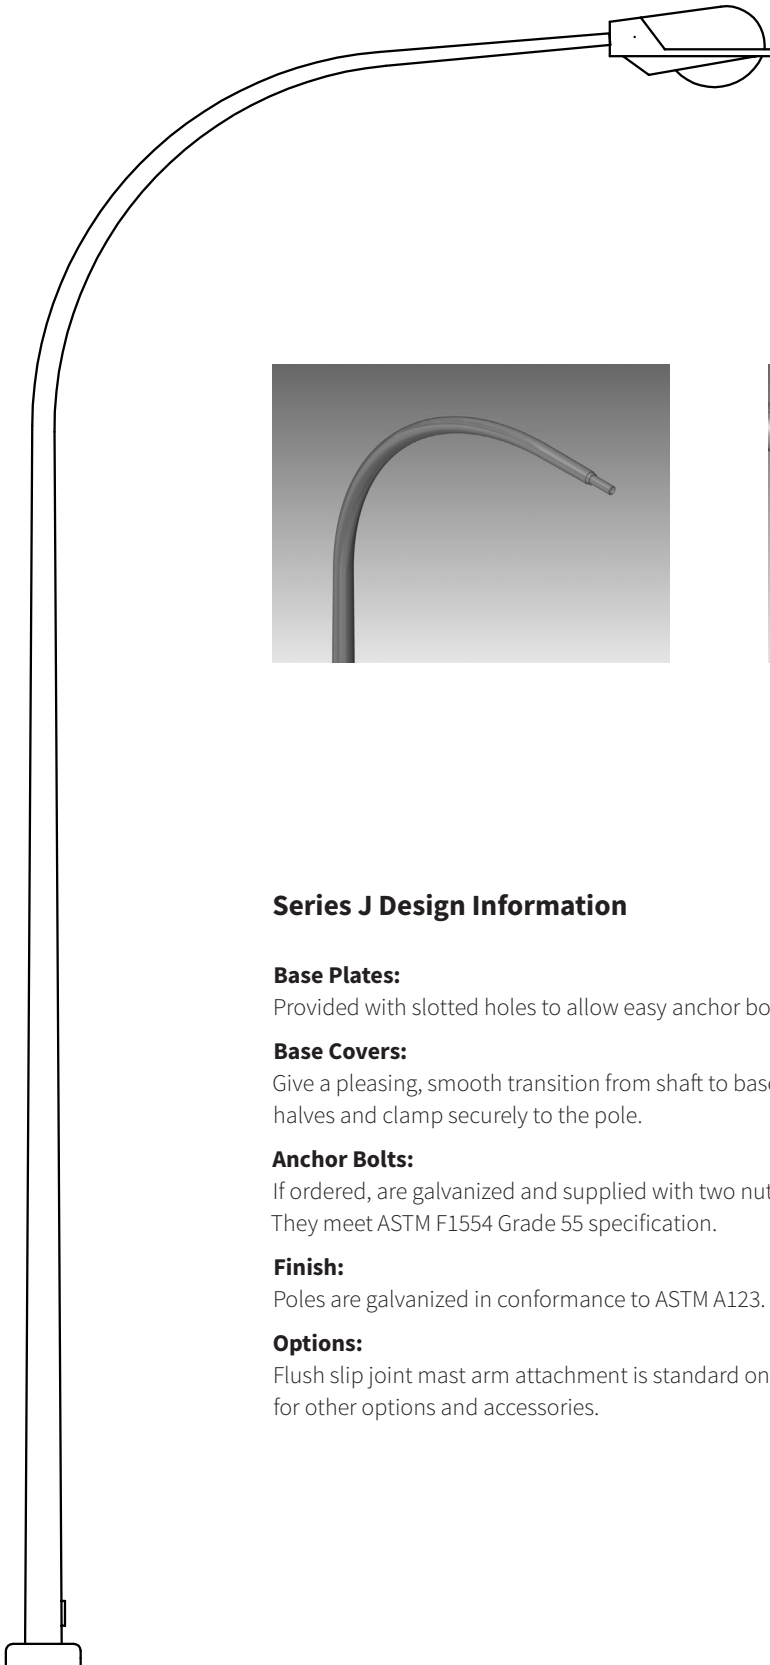 Series J Design Information
Base Plates:
Provided with slotted holes to allow easy anchor
Base Covers:
Give a pleasing, smooth transition from shaft to
halves and clamp securely to the pole.
Anchor Bolts:
If ordered, are galvanized and supplied with two
They meet ASTM F1554 Grade 55 specification.
Finish:
Poles are galvanized in conformance to ASTM A123.
Options:
Flush slip joint mast arm attachment is standard on
for other options and accessories.